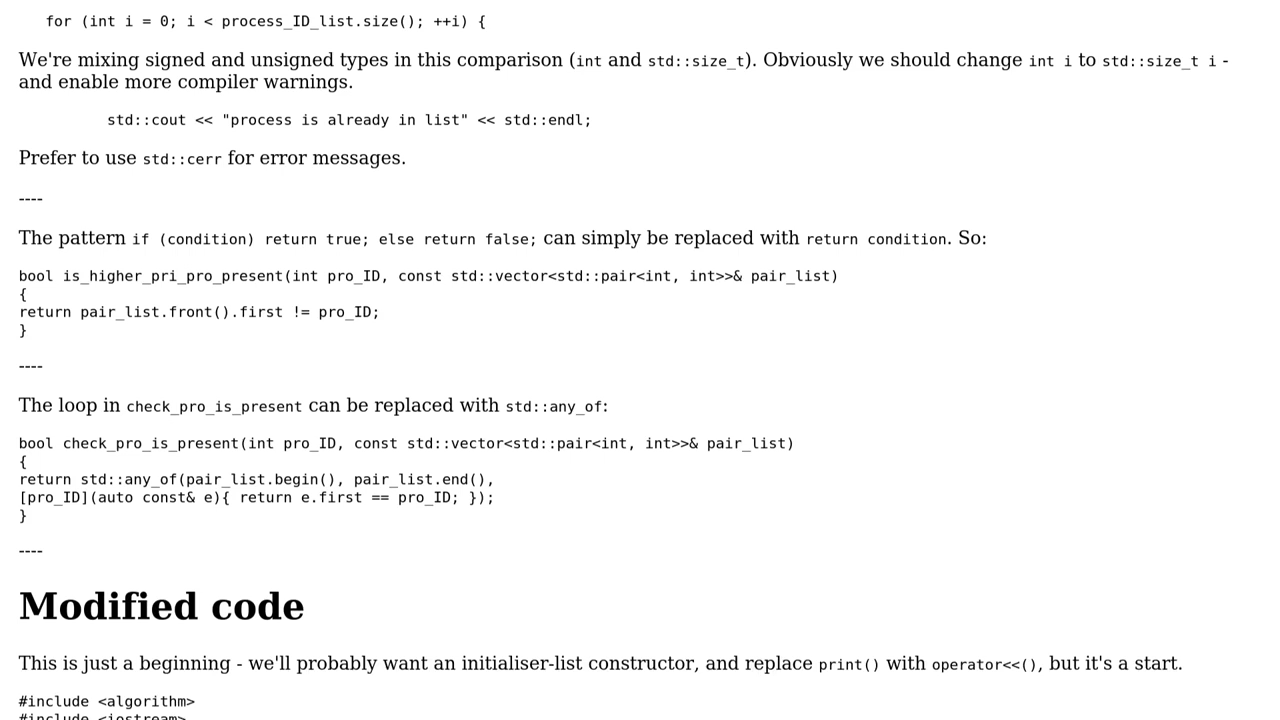 for (int i = 0; i < process_ID_list.size(); ++i) {
We're mixing signed and unsigned types in this comparison (int and std::size_t). Obviously we should change int i to std::size_t i -
and enable more compiler warnings.
std::cout << "process is already in list" << std::endl;
Prefer to use std::cerr for error messages.
----
The pattern if (condition) return true; else return false; can simply be replaced with return condition. So:
bool is_higher_pri_pro_present(int pro_ID, const std::vector<std::pair<int, int>>& pair_list)
{
return pair_list.front().first != pro_ID;
}
----
The loop in check_pro_is_present can be replaced with std::any_of:
bool check_pro_is_present(int pro_ID, const std::vector<std::pair<int, int>>& pair_list)
{
return std::any_of(pair_list.begin(), pair_list.end(),
[pro_ID](auto const& e){ return e.first == pro_ID; });
}
----
Modified code
This is just a beginning - we'll probably want an initialiser-list constructor, and replace print() with operator<<(), but it's a start.
#include <algorithm>
#include <iostream>